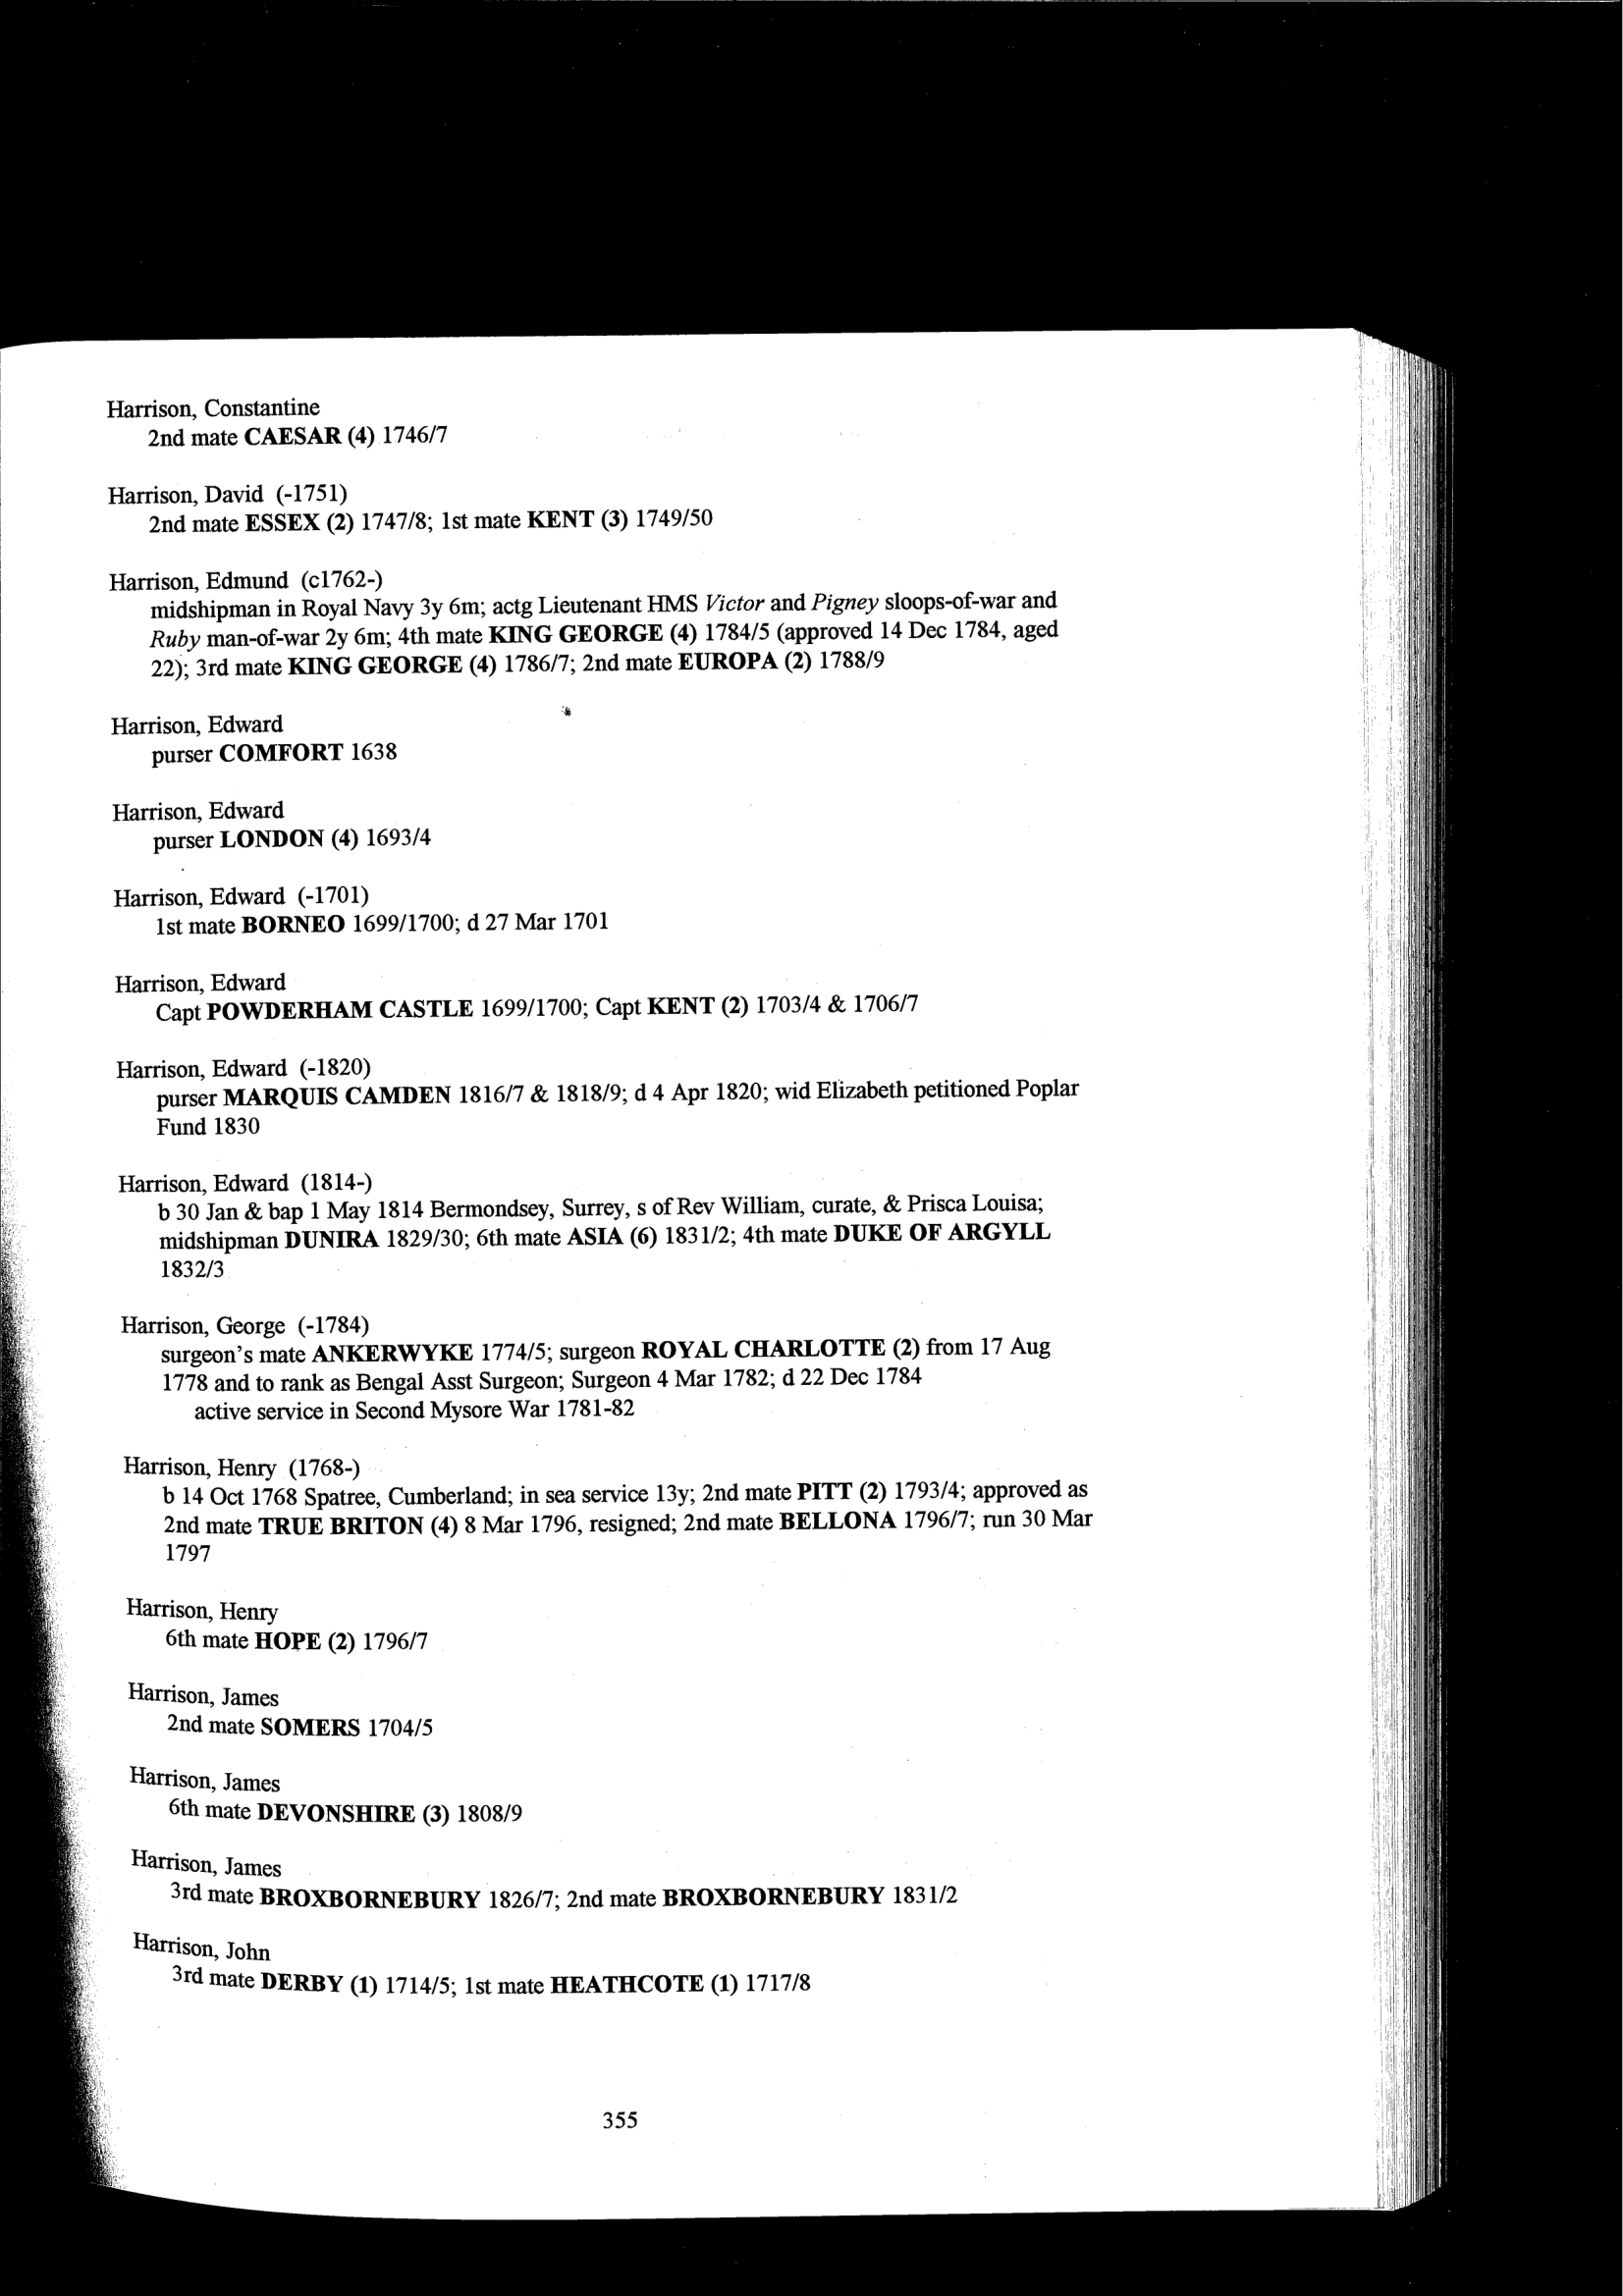 Harrison, Constantine
2nd mate CAESAR (4) 1746/7
Harrison, David (-1751)
2nd mate ESSEX (2) 1747/8; 1st mate KENT (3) 1749/50
Harrison, Edmund (c1762-)
midshipman in Royal Navy 3y 6m; actg Lieutenant HMS Victor and Pigney sloops-of-war and
Ruby man-of-war 2y 6m; 4th mate KING GEORGE (4) 1784/5 (approved 14 Dec 1784, aged
22); 3rd mate KING GEORGE (4) 1786/7; 2nd mate EUROPA (2) 1788/9
Harrison, Edward
purser COMFORT 1638
Harrison, Edward
purser LONDON (4) 1693/4
Harrison, Edward (-1701)
1st mate BORNEO 1699/1700; d 27 Mar 1701
Harrison, Edward
Capt POWDERHAM CASTLE 1699/1700; Capt KENT (2) 1703/4 & 1706/7
Harrison, Edward (-1820)
purser MARQUIS CAMDEN 1816/7 & 1818/9; d 4 Apr 1820; wid Elizabeth petitioned Poplar
Fund 1830
Harrison, Edward (1814-)
b 30 Jan & bap 1 May 1814 Bermondsey, Surrey, s of Rev William, curate, & Prisca Louisa;
midshipman DUNIRA 1829/30; 6th mate ASIA (6) 1831/2; 4th mate DUKE OF ARGYLL
1832/3
Harrison, George (-1784)
surgeon's mate ANKERWYKE 1774/5; surgeon ROYAL CHARLOTTE (2) from 17 Aug
1778 and to rank as Bengal Asst Surgeon; Surgeon 4 Mar 1782; d 22 Dec 1784
active service in Second Mysore War 1781-82
Harrison, Henry (1768-)
b 14 Oct 1768 Spatree, Cumberland; in sea service 13y; 2nd mate PITT (2) 1793/4; approved as
2nd mate TRUE BRITON (4) 8 Mar 1796, resigned; 2nd mate BELLONA 1796/7; run 30 Mar
1797
Harrison, Henry
6th mate HOPE (2) 1796/7
Harrison, James
2nd mate SOMERS 1704/5
Harrison, James
6th mate DEVONSHIRE (3) 1808/9
Harrison, James
3rd mate BROXBORNEBURY 1826/7; 2nd mate BROXBORNEBURY 1831/2
Harrison, John
3rd mate DERBY (1) 1714/5; 1st mate HEATHCOTE (1) 1717/8
355